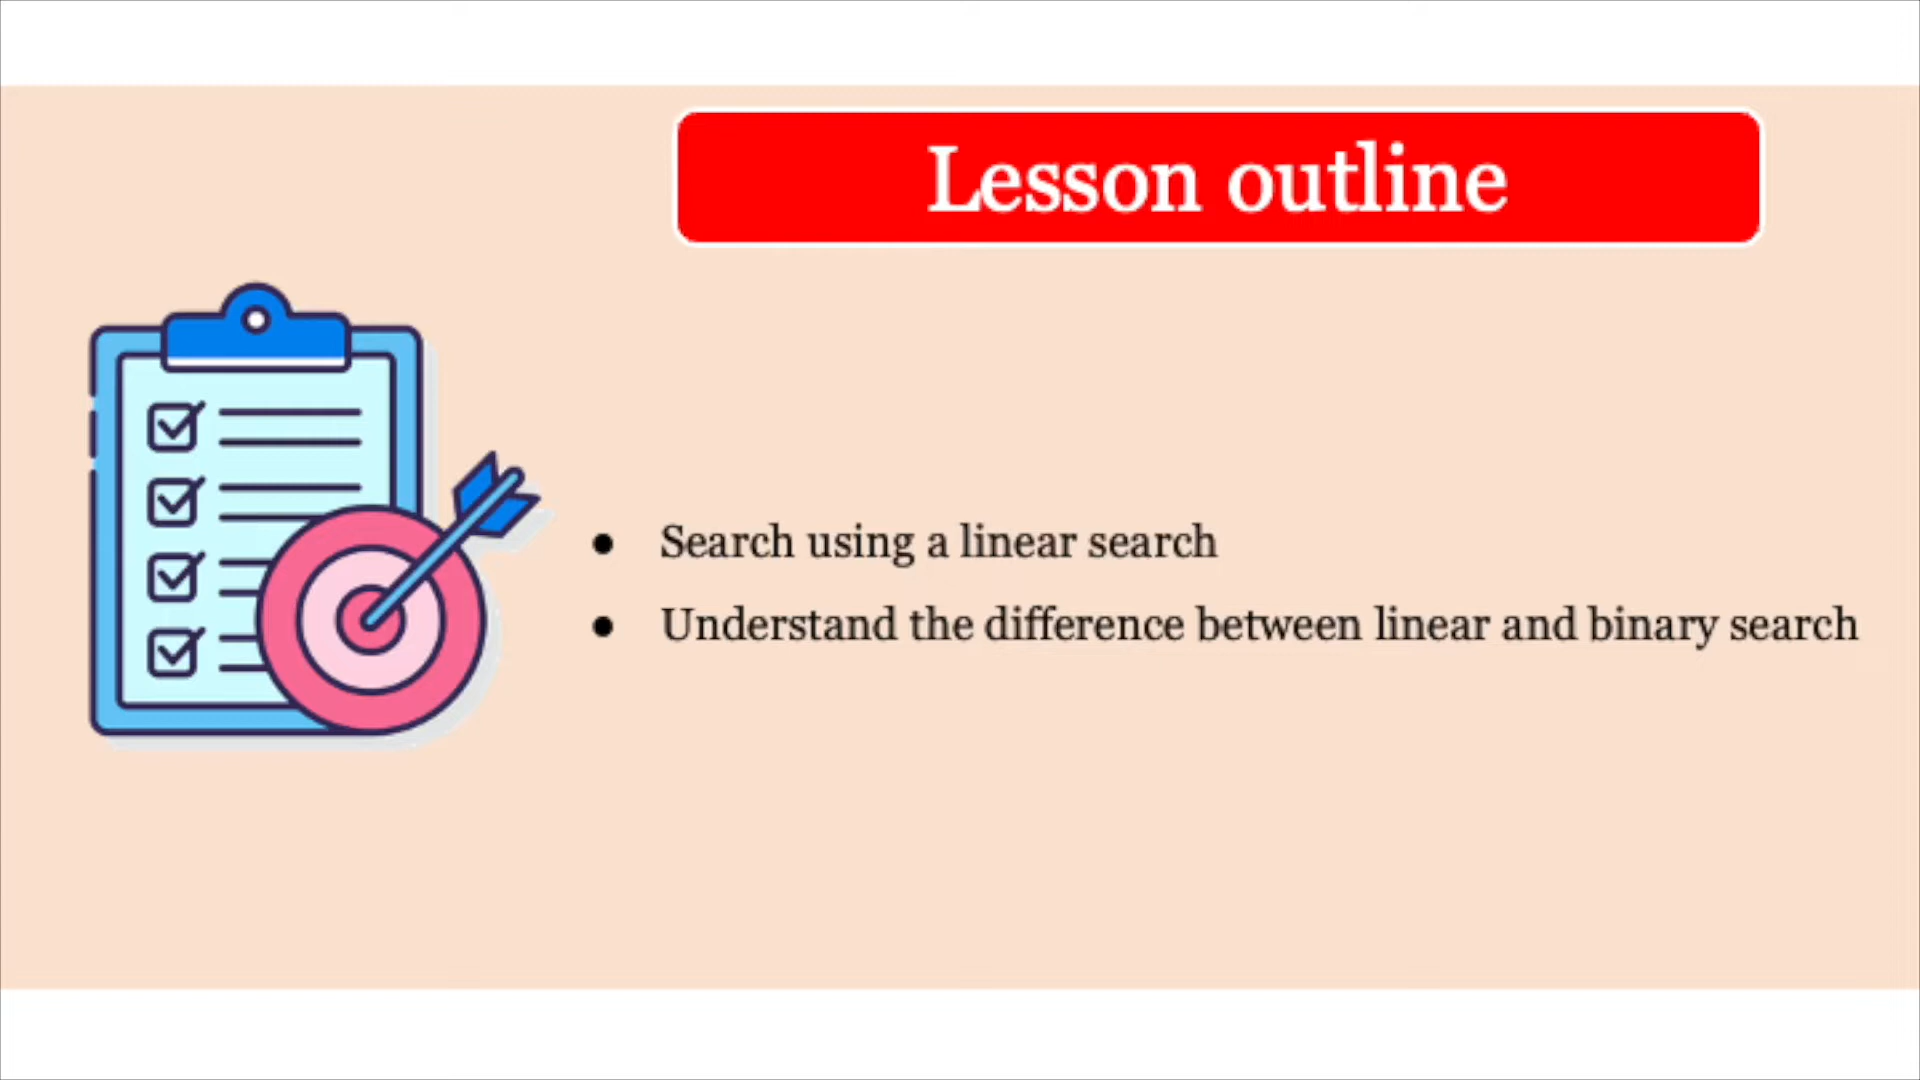 Lesson outline
● Search using a linear search
● Understand the difference between linear and binary search